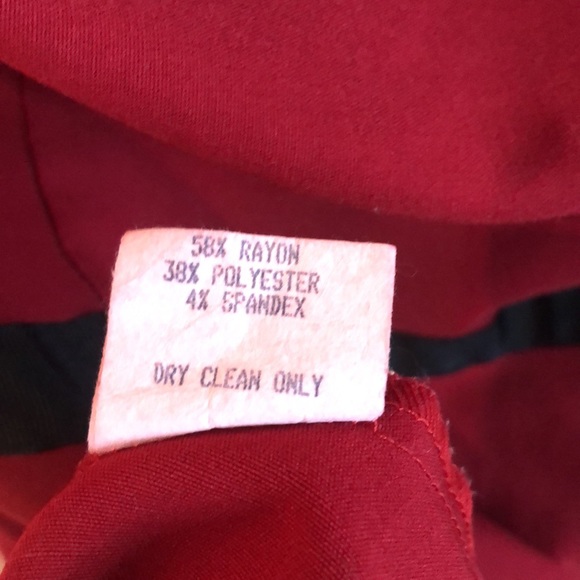 58% RAYON
38% POLYESTER
4% SPANDEX
DRY CLEAN ONLY